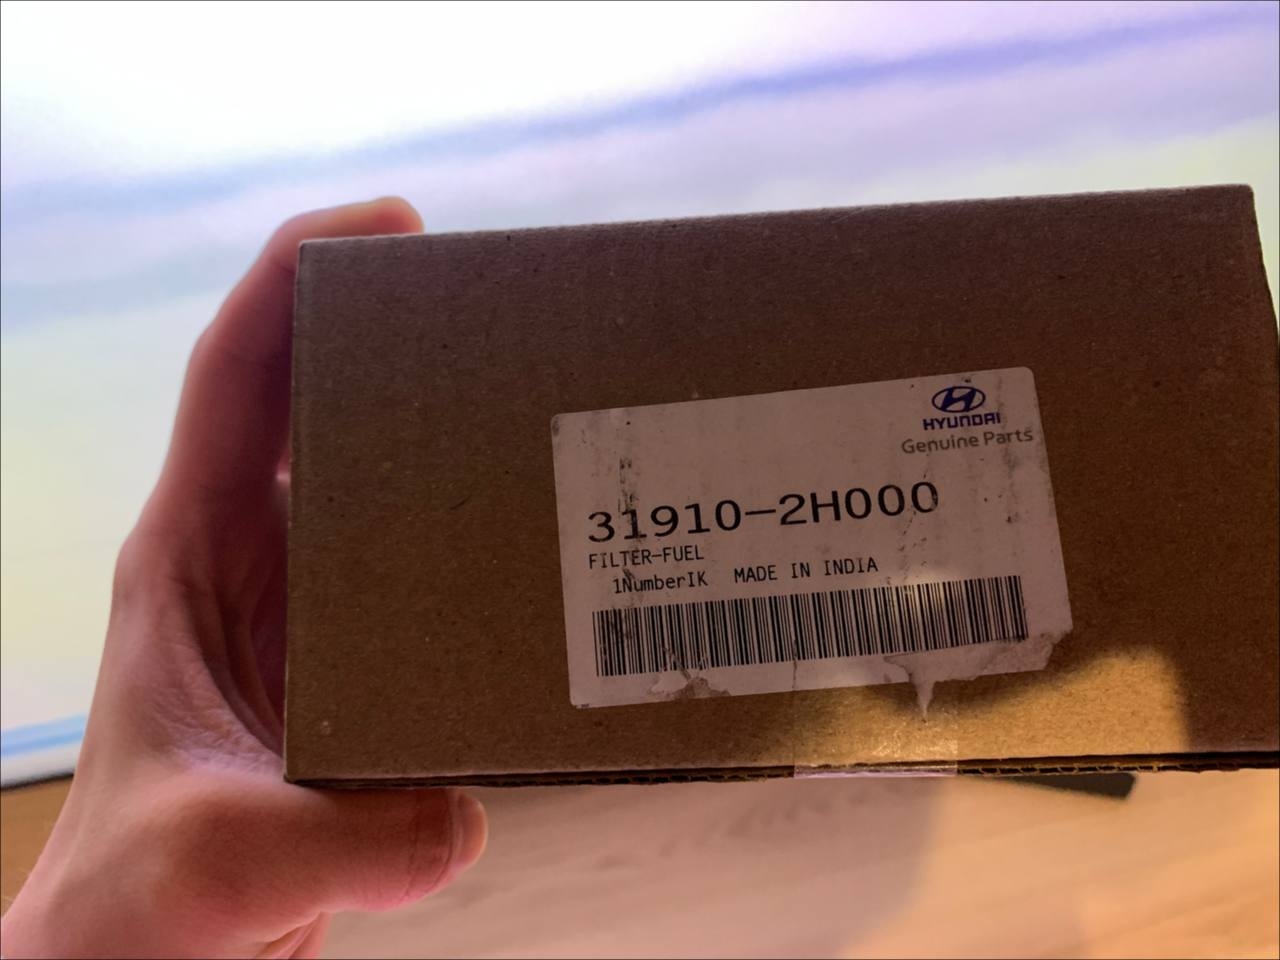 HYUNDAI
Genuine Parts
31910-2H000
FILTER-FUEL
1NumberIK MADE IN INDIA